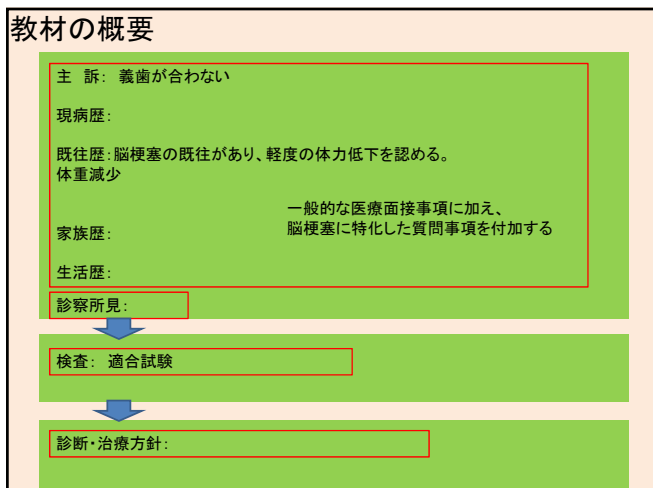 教材の概要
主　訴： 義歯が合わない
現病歴：
既往歴：脳梗塞の既往があり、軽度の体力低下を認める。
体重減少
一般的な医療面接事項に加え、
脳梗塞に特化した質問事項を付加する
家族歴：
生活歴：
診察所見：
検査： 適合試験
診断・治療方針：